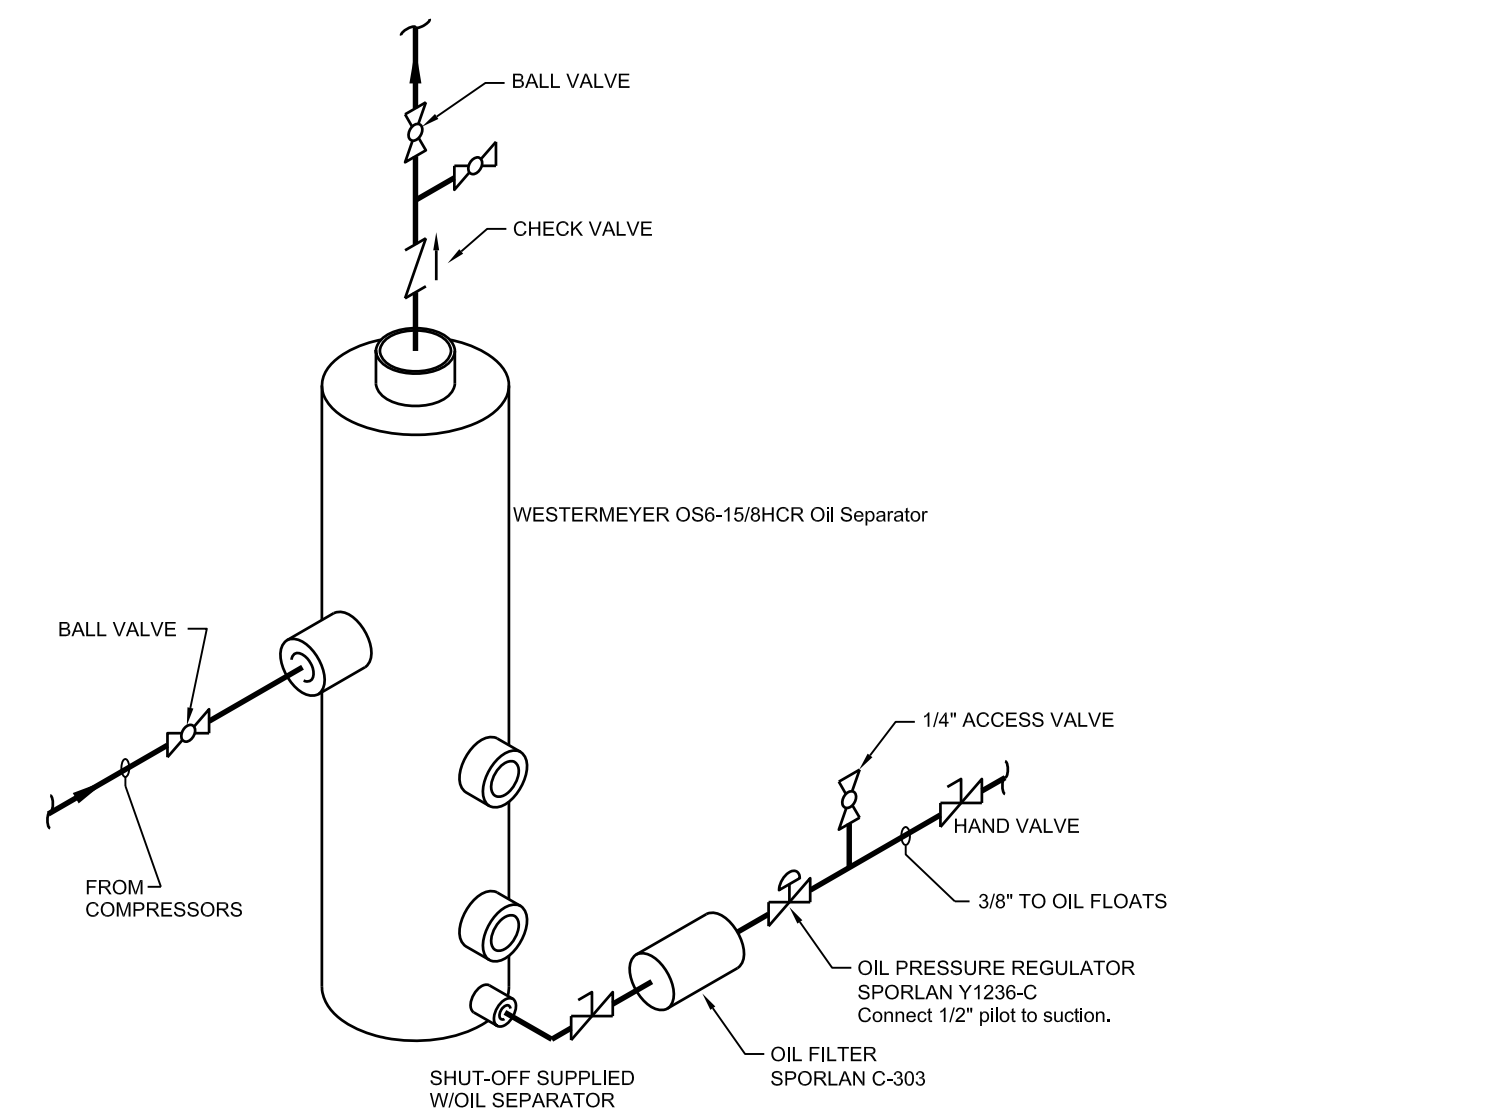 BALL VALVE
CHECK VALVE
WESTERMEYER OS6-15/8HCR Oil Separator
BALL VALVE
FROM
COMPRESSORS
1/4" ACCESS VALVE
HAND VALVE
3/8" TO OIL FLOATS
OIL PRESSURE REGULATOR
SPORLAN Y1236-C
Connect 1/2" pilot to suction.
OIL FILTER
SPORLAN C-303
SHUT-OFF SUPPLIED
W/OIL SEPARATOR